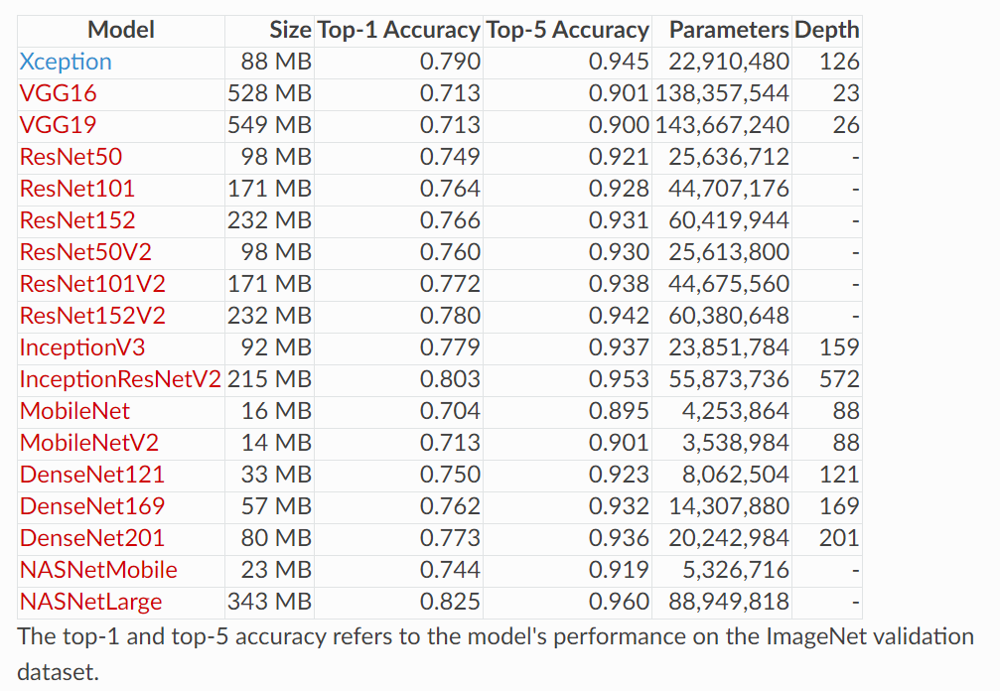 Model Size Top-1 Accuracy Top-5 Accuracy Parameters Depth
Xception 88 MB 0.790 0.945 22,910,480 126
VGG16 528 MB 0.713 0.901 138,357,544 23
VGG19 549 MB 0.713 0.900 143,667,240 26
ResNet50 98 MB 0.749 0.921 25,636,712 -
ResNet101 171 MB 0.764 0.928 44,707,176 -
ResNet152 232 MB 0.766 0.931 60,419,944 -
ResNet50V2 98 MB 0.760 0.930 25,613,800 -
ResNet101V2 171 MB 0.772 0.938 44,675,560 -
ResNet152V2 232 MB 0.780 0.942 60,380,648 -
InceptionV3 92 MB 0.779 0.937 23,851,784 159
InceptionResNetV2 215 MB 0.803 0.953 55,873,736 572
MobileNet 16 MB 0.704 0.895 4,253,864 88
MobileNetV2 14 MB 0.713 0.901 3,538,984 88
DenseNet121 33 MB 0.750 0.923 8,062,504 121
DenseNet169 57 MB 0.762 0.932 14,307,880 169
DenseNet201 80 MB 0.773 0.936 20,242,984 201
NASNetMobile 23 MB 0.744 0.919 5,326,716 -
NASNetLarge 343 MB 0.825 0.960 88,949,818 -
The top-1 and top-5 accuracy refers to the model's performance on the ImageNet validation
dataset.